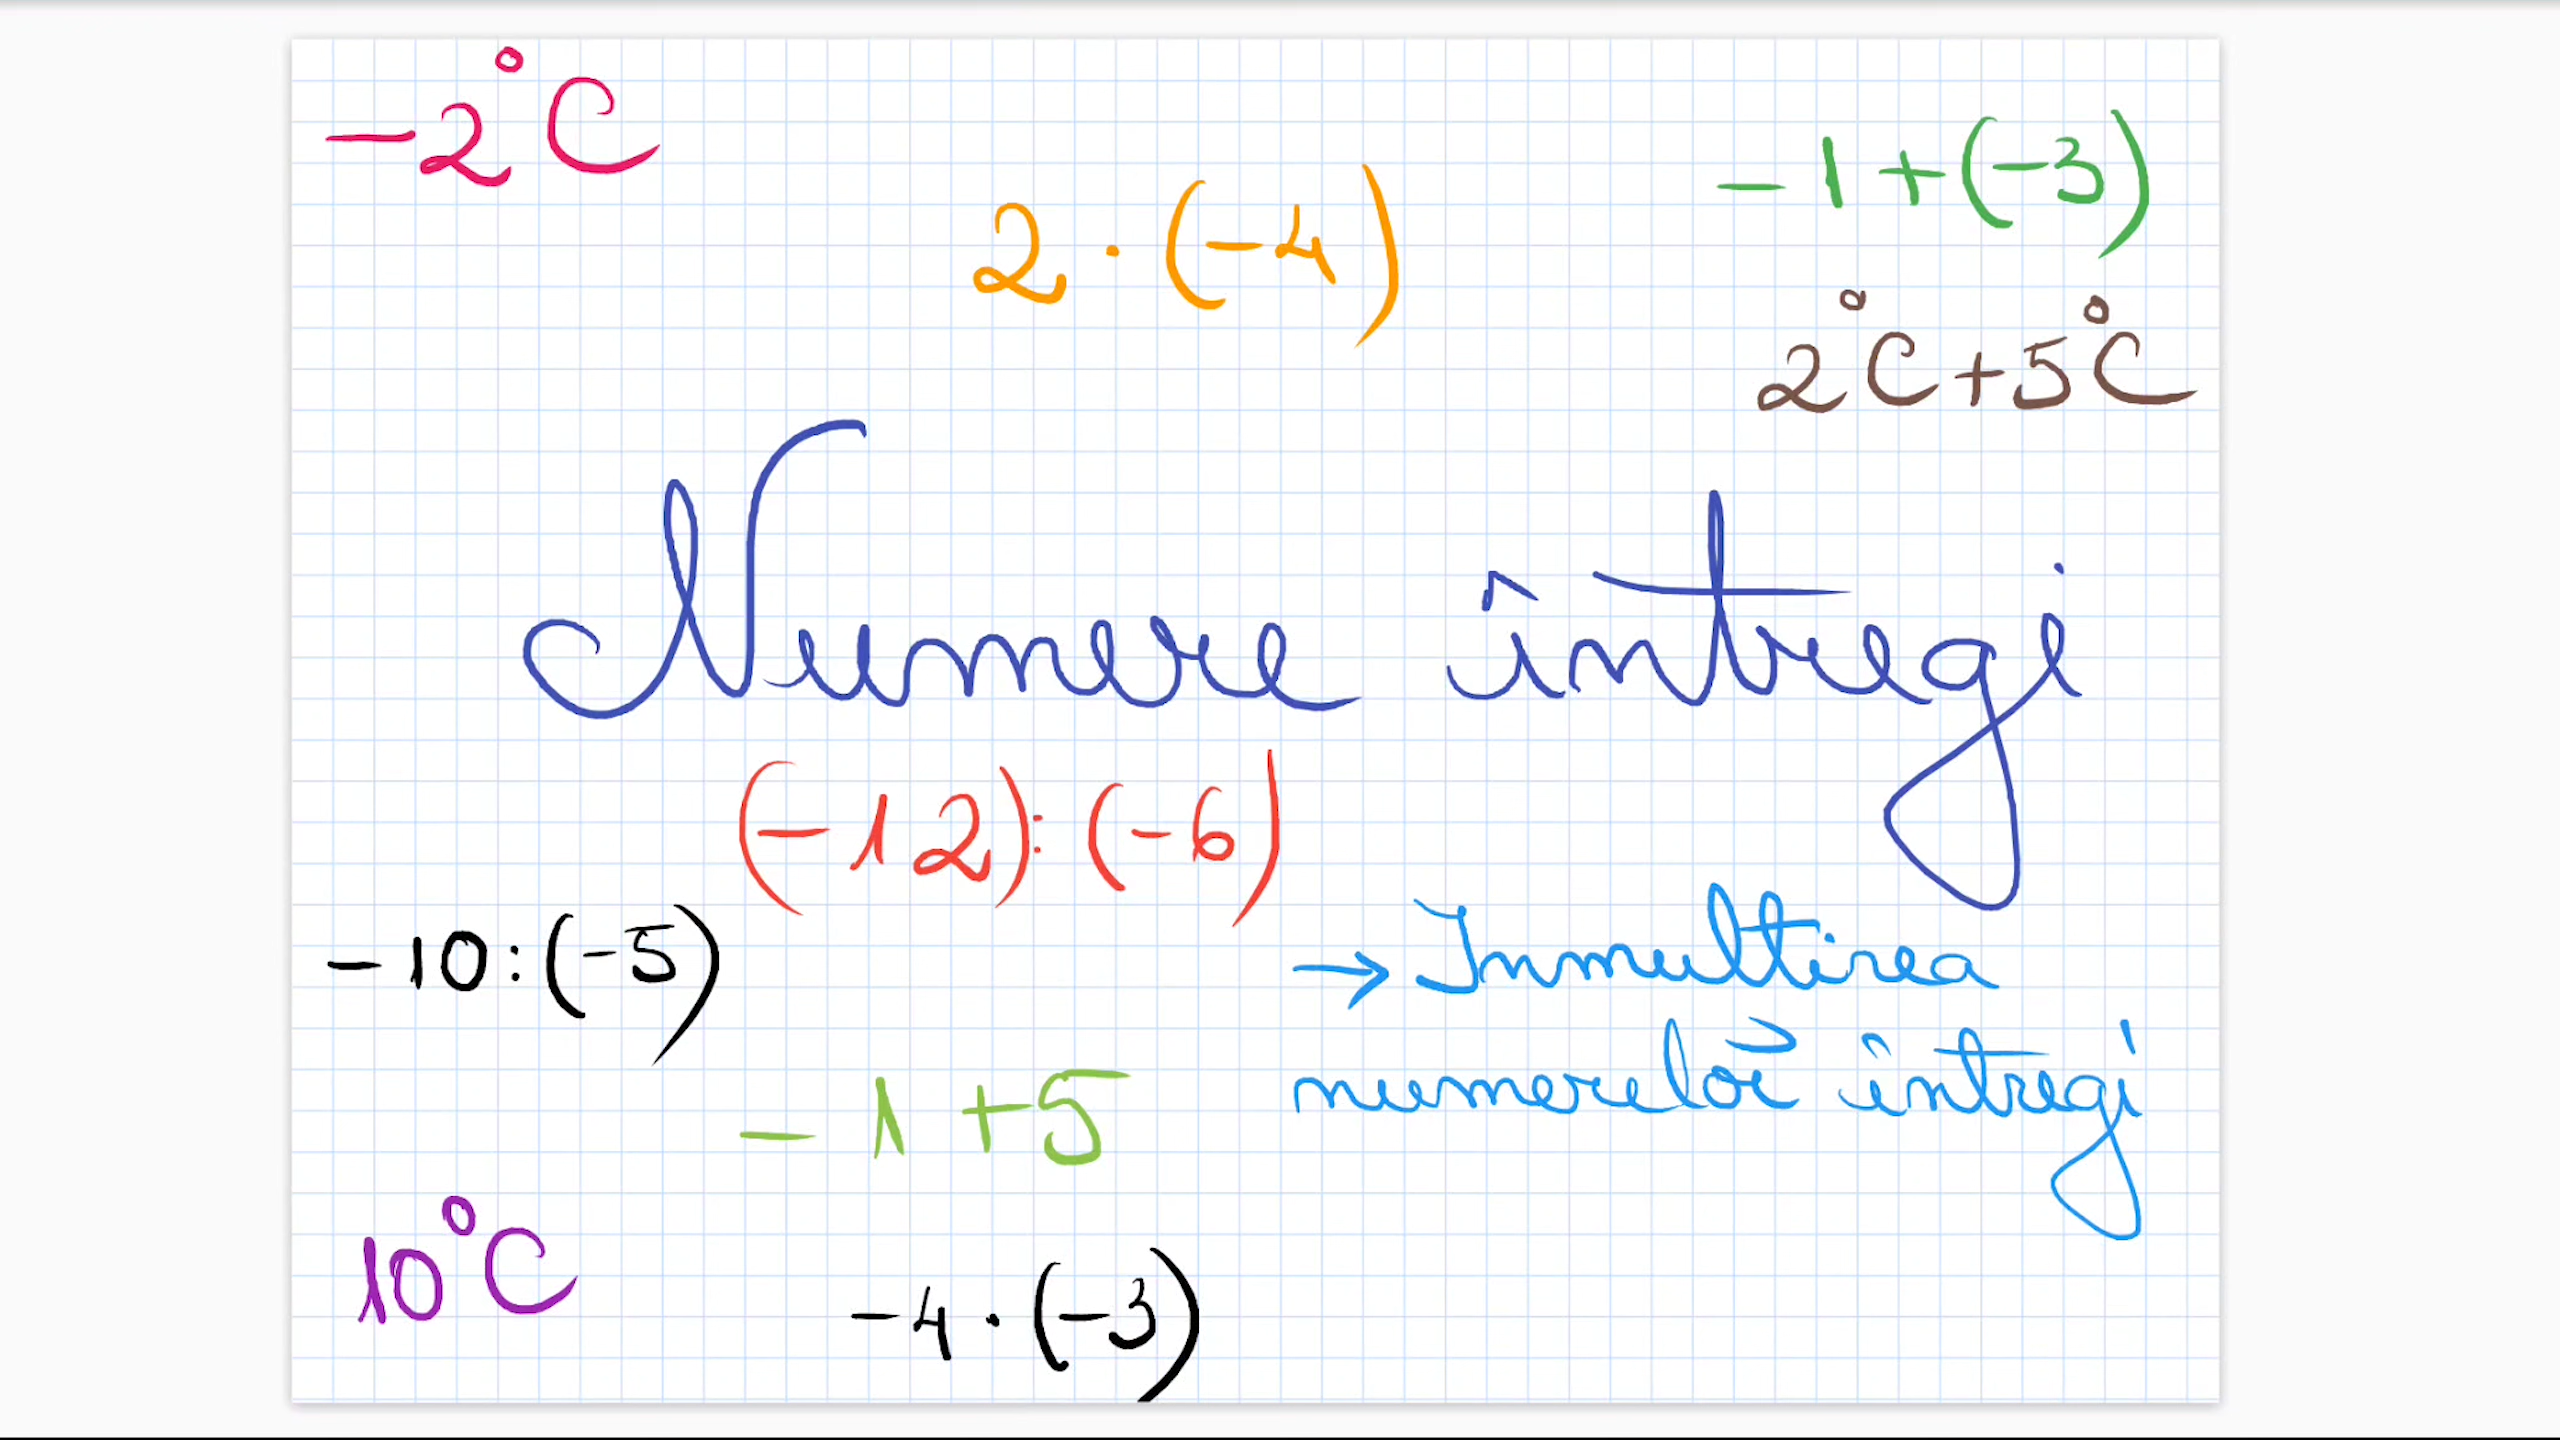 -2°C
2 · (-4)
-1+(-3)
2°C+5°C
Numere întregi
(-12):(-6)
-10:(-5)
→ Inmultirea
numerelor întregi
-1+5
10°C
-4·(-3)